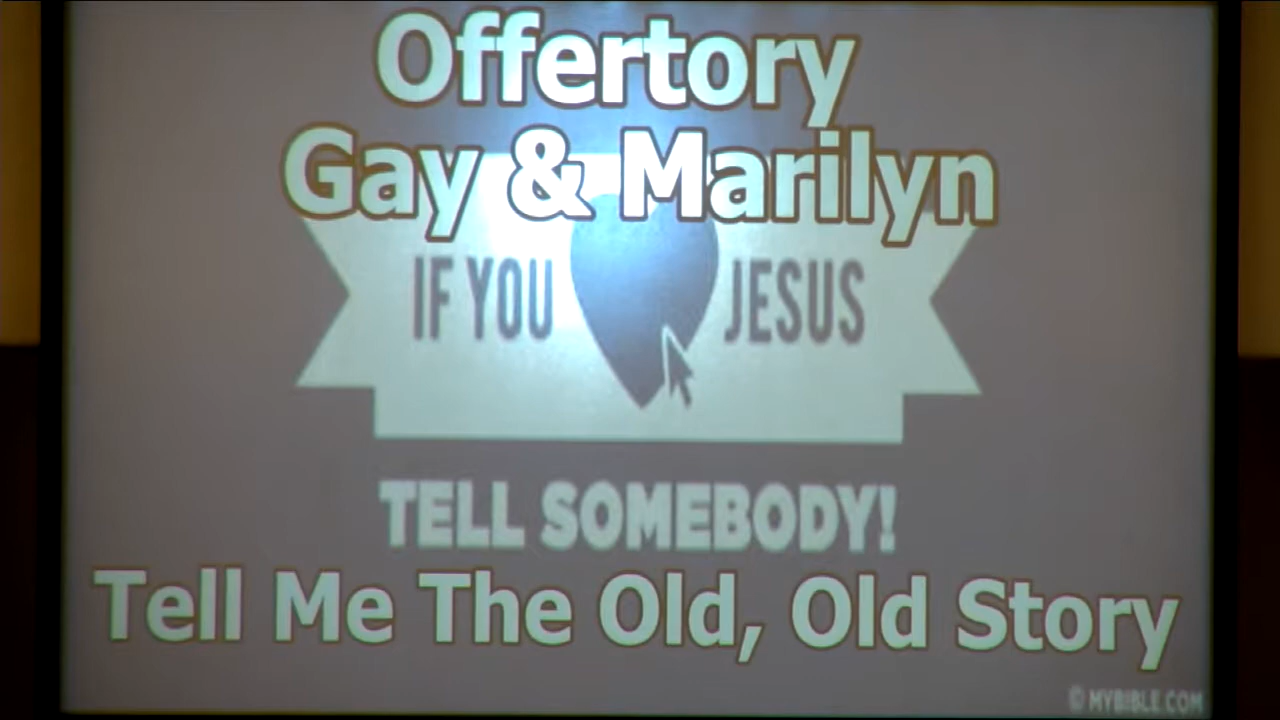 Offertory
Gay & Marilyn
IF YOU JESUS
TELL SOMEBODY!
Tell Me The Old, Old Story
© MYBIBLE.COM